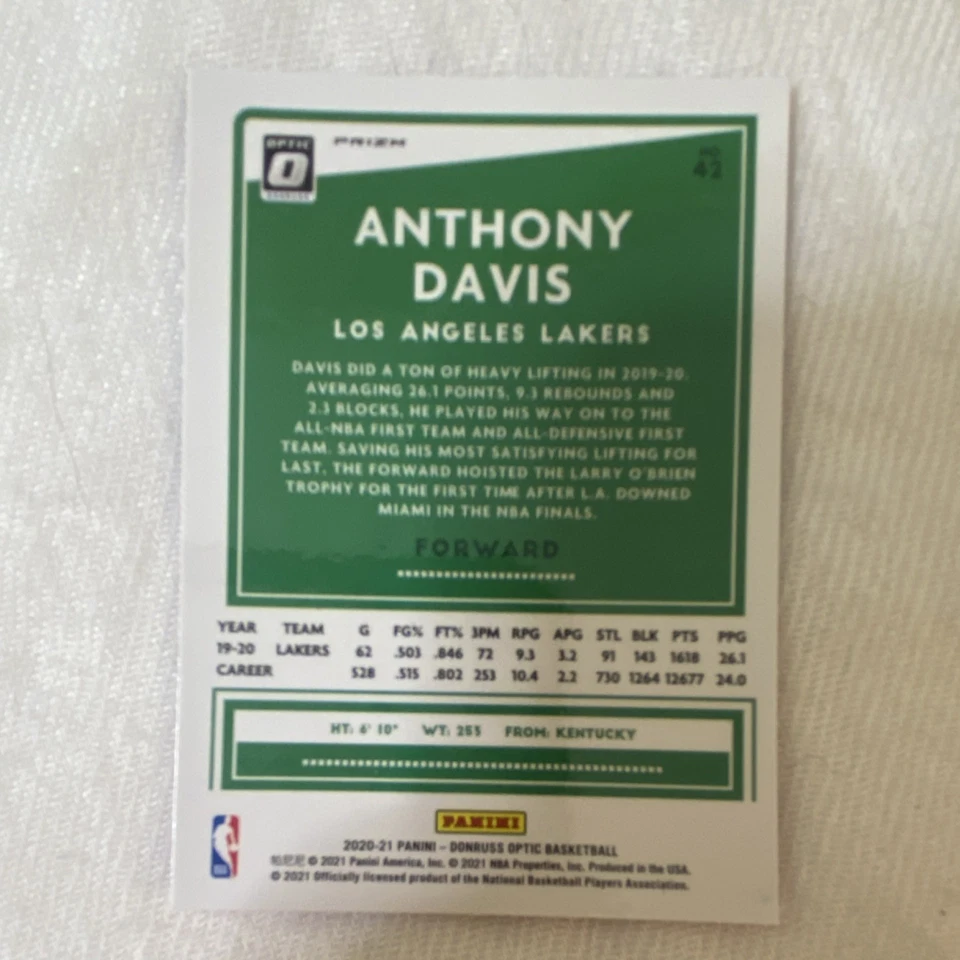 OPTIC
PRIZM
DONRUSS
NO.
42
ANTHONY
DAVIS
LOS ANGELES LAKERS
DAVIS DID A TON OF HEAVY LIFTING IN 2019-20.
AVERAGING 26.1 POINTS, 9.3 REBOUNDS AND
2.3 BLOCKS, HE PLAYED HIS WAY ON TO THE
ALL-NBA FIRST TEAM AND ALL-DEFENSIVE FIRST
TEAM. SAVING HIS MOST SATISFYING LIFTING FOR
LAST, THE FORWARD HOISTED THE LARRY O'BRIEN
TROPHY FOR THE FIRST TIME AFTER L.A. DOWNED
MIAMI IN THE NBA FINALS.
FORWARD
YEAR TEAM G FG% FT% 3PM RPG APG STL BLK PTS PPG
19-20 LAKERS 62 .503 .846 72 9.3 3.2 91 143 1618 26.1
CAREER 528 .515 .802 253 10.4 2.2 730 1264 12677 24.0
HT: 6' 10" WT: 253 FROM: KENTUCKY
PANINI
2020-21 PANINI – DONRUSS OPTIC BASKETBALL
帕尼尼 © 2021 Panini America, Inc. © 2021 NBA Properties, Inc. Produced in the USA.
© 2021 Officially licensed product of the National Basketball Players Association.